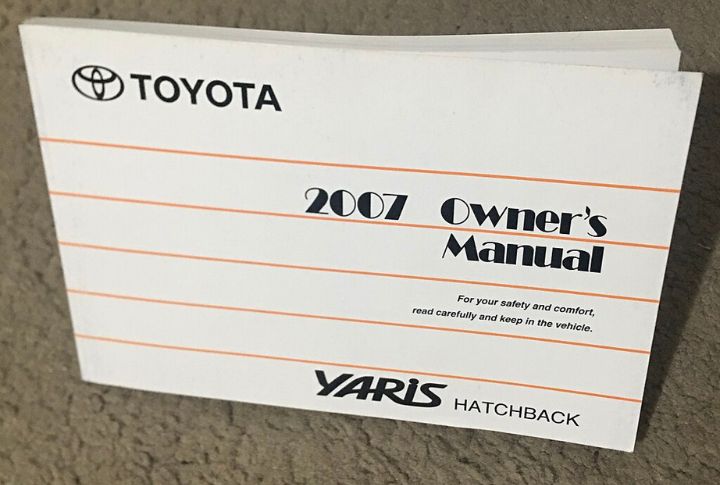 TOYOTA
2007 Owner's
Manual
For your safety and comfort,
read carefully and keep in the vehicle.
YARiS HATCHBACK